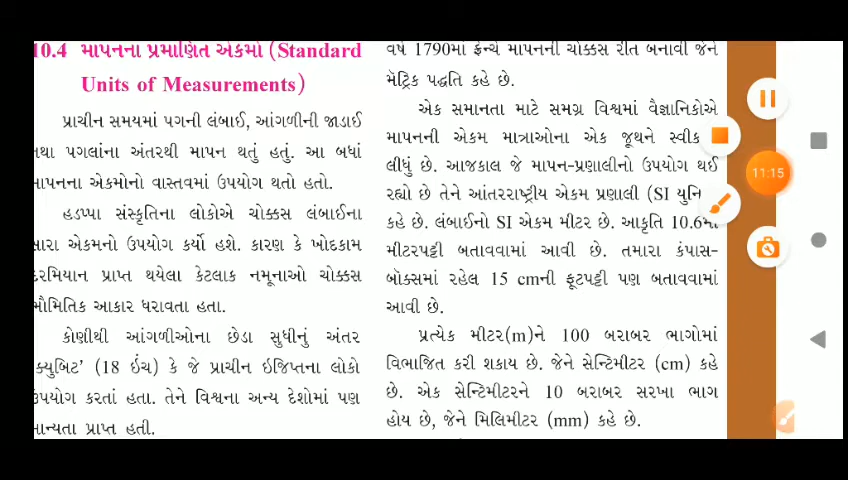 10.4 માપનના પ્રમાણિત એકમો (Standard
Units of Measurements)
પ્રાચીન સમયમાં પગની લંબાઈ, આંગળીની જાડાઈ
તથા પગલાંના અંતરથી માપન થતું હતું. આ બધાં
માપનના એકમોનો વાસ્તવમાં ઉપયોગ થતો હતો.
હડપ્પા સંસ્કૃતિના લોકોએ ચોક્કસ લંબાઈના
સારા એકમનો ઉપયોગ કર્યો હશે. કારણ કે ખોદકામ
દરમિયાન પ્રાપ્ત થયેલા કેટલાક નમૂનાઓ ચોક્કસ
ભૌમિતિક આકાર ધરાવતા હતા.
કોણીથી આંગળીઓના છેડા સુધીનું અંતર
ક્યુબિટ' (18 ઇંચ) કે જે પ્રાચીન ઇજિપ્તના લોકો
ઉપયોગ કરતાં હતા. તેને વિશ્વના અન્ય દેશોમાં પણ
માન્યતા પ્રાપ્ત હતી.
વર્ષ 1790માં ફ્રેન્ચે માપનની ચોક્કસ રીત બનાવી જેને
મૅટ્રિક પદ્ધતિ કહે છે.
એક સમાનતા માટે સમગ્ર વિશ્વમાં વૈજ્ઞાનિકોએ
માપનની એકમ માત્રાઓના એક જૂથને સ્વીક
લીધું છે. આજકાલ જે માપન-પ્રણાલીનો ઉપયોગ થઈ
રહ્યો છે તેને આંતરરાષ્ટ્રીય એકમ પ્રણાલી (SI યુનિ
કહે છે. લંબાઈનો SI એકમ મીટર છે. આકૃતિ 10.6માં
મીટરપટ્ટી બતાવવામાં આવી છે. તમારા કંપાસ-
બૉક્સમાં રહેલ 15 cmની ફૂટપટ્ટી પણ બતાવવામાં
આવી છે.
પ્રત્યેક મીટર(m)ને 100 બરાબર ભાગોમાં
વિભાજિત કરી શકાય છે. જેને સેન્ટિમીટર (cm) કહે
છે. એક સેન્ટિમીટરને 10 બરાબર સરખા ભાગ
હોય છે, જેને મિલિમીટર (mm) કહે છે.
11:15